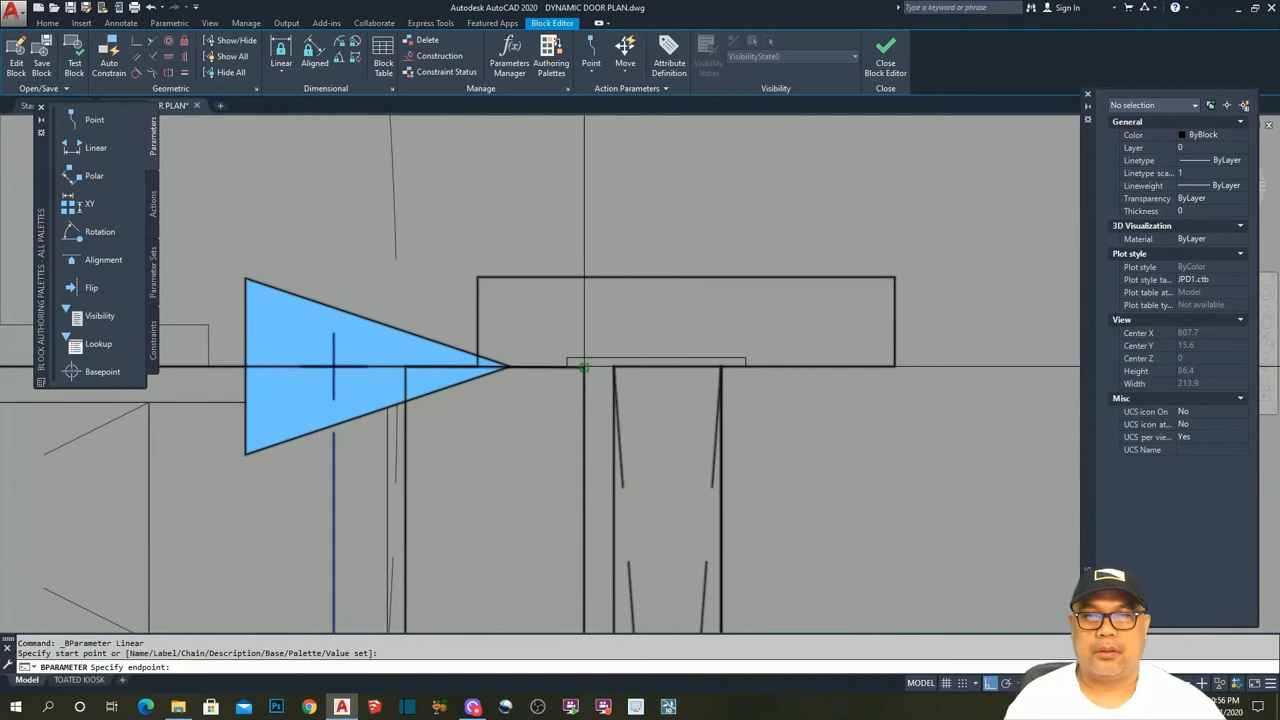 Autodesk AutoCAD 2020 DYNAMIC DOOR PLAN.dwg
Type a keyword or phrase
Sign In
Home Insert Annotate Parametric View Manage Output Add-ins Collaborate Express Tools Featured Apps Block Editor
Edit Block
Save Block
Test Block
Auto Constrain
Show/Hide
Show All
Hide All
Linear
Aligned
Block Table
Delete
Construction
Constraint Status
Parameters Manager
Authoring Palettes
Point
Move
Attribute Definition
Visibility States
VisibilityState0
Close Block Editor
Open/Save Geometric Dimensional Manage Action Parameters Visibility Close
PLAN*
Point
Linear
Polar
XY
Rotation
Alignment
Flip
Visibility
Lookup
Basepoint
Parameters
Actions
Parameter Sets
Constraints
BLOCK AUTHORING PALETTES - ALL PALETTES
No selection
General
Color ByBlock
Layer 0
Linetype ByLayer
Linetype sca... 1
Lineweight ByLayer
Transparency ByLayer
Thickness 0
3D Visualization
Material ByLayer
Plot style
Plot style ByColor
Plot style ta... JPD1.ctb
Plot table at... Model
Plot table ty... Not available
View
Center X 807.7
Center Y 15.6
Center Z 0
Height 86.4
Width 213.9
Misc
UCS icon On No
UCS icon at... No
UCS per vie... Yes
UCS Name
Command: _BParameter Linear
Specify start point or [Name/Label/Chain/Description/Base/Palette/Value set]:
BPARAMETER Specify endpoint:
Model TOATED KIOSK
MODEL